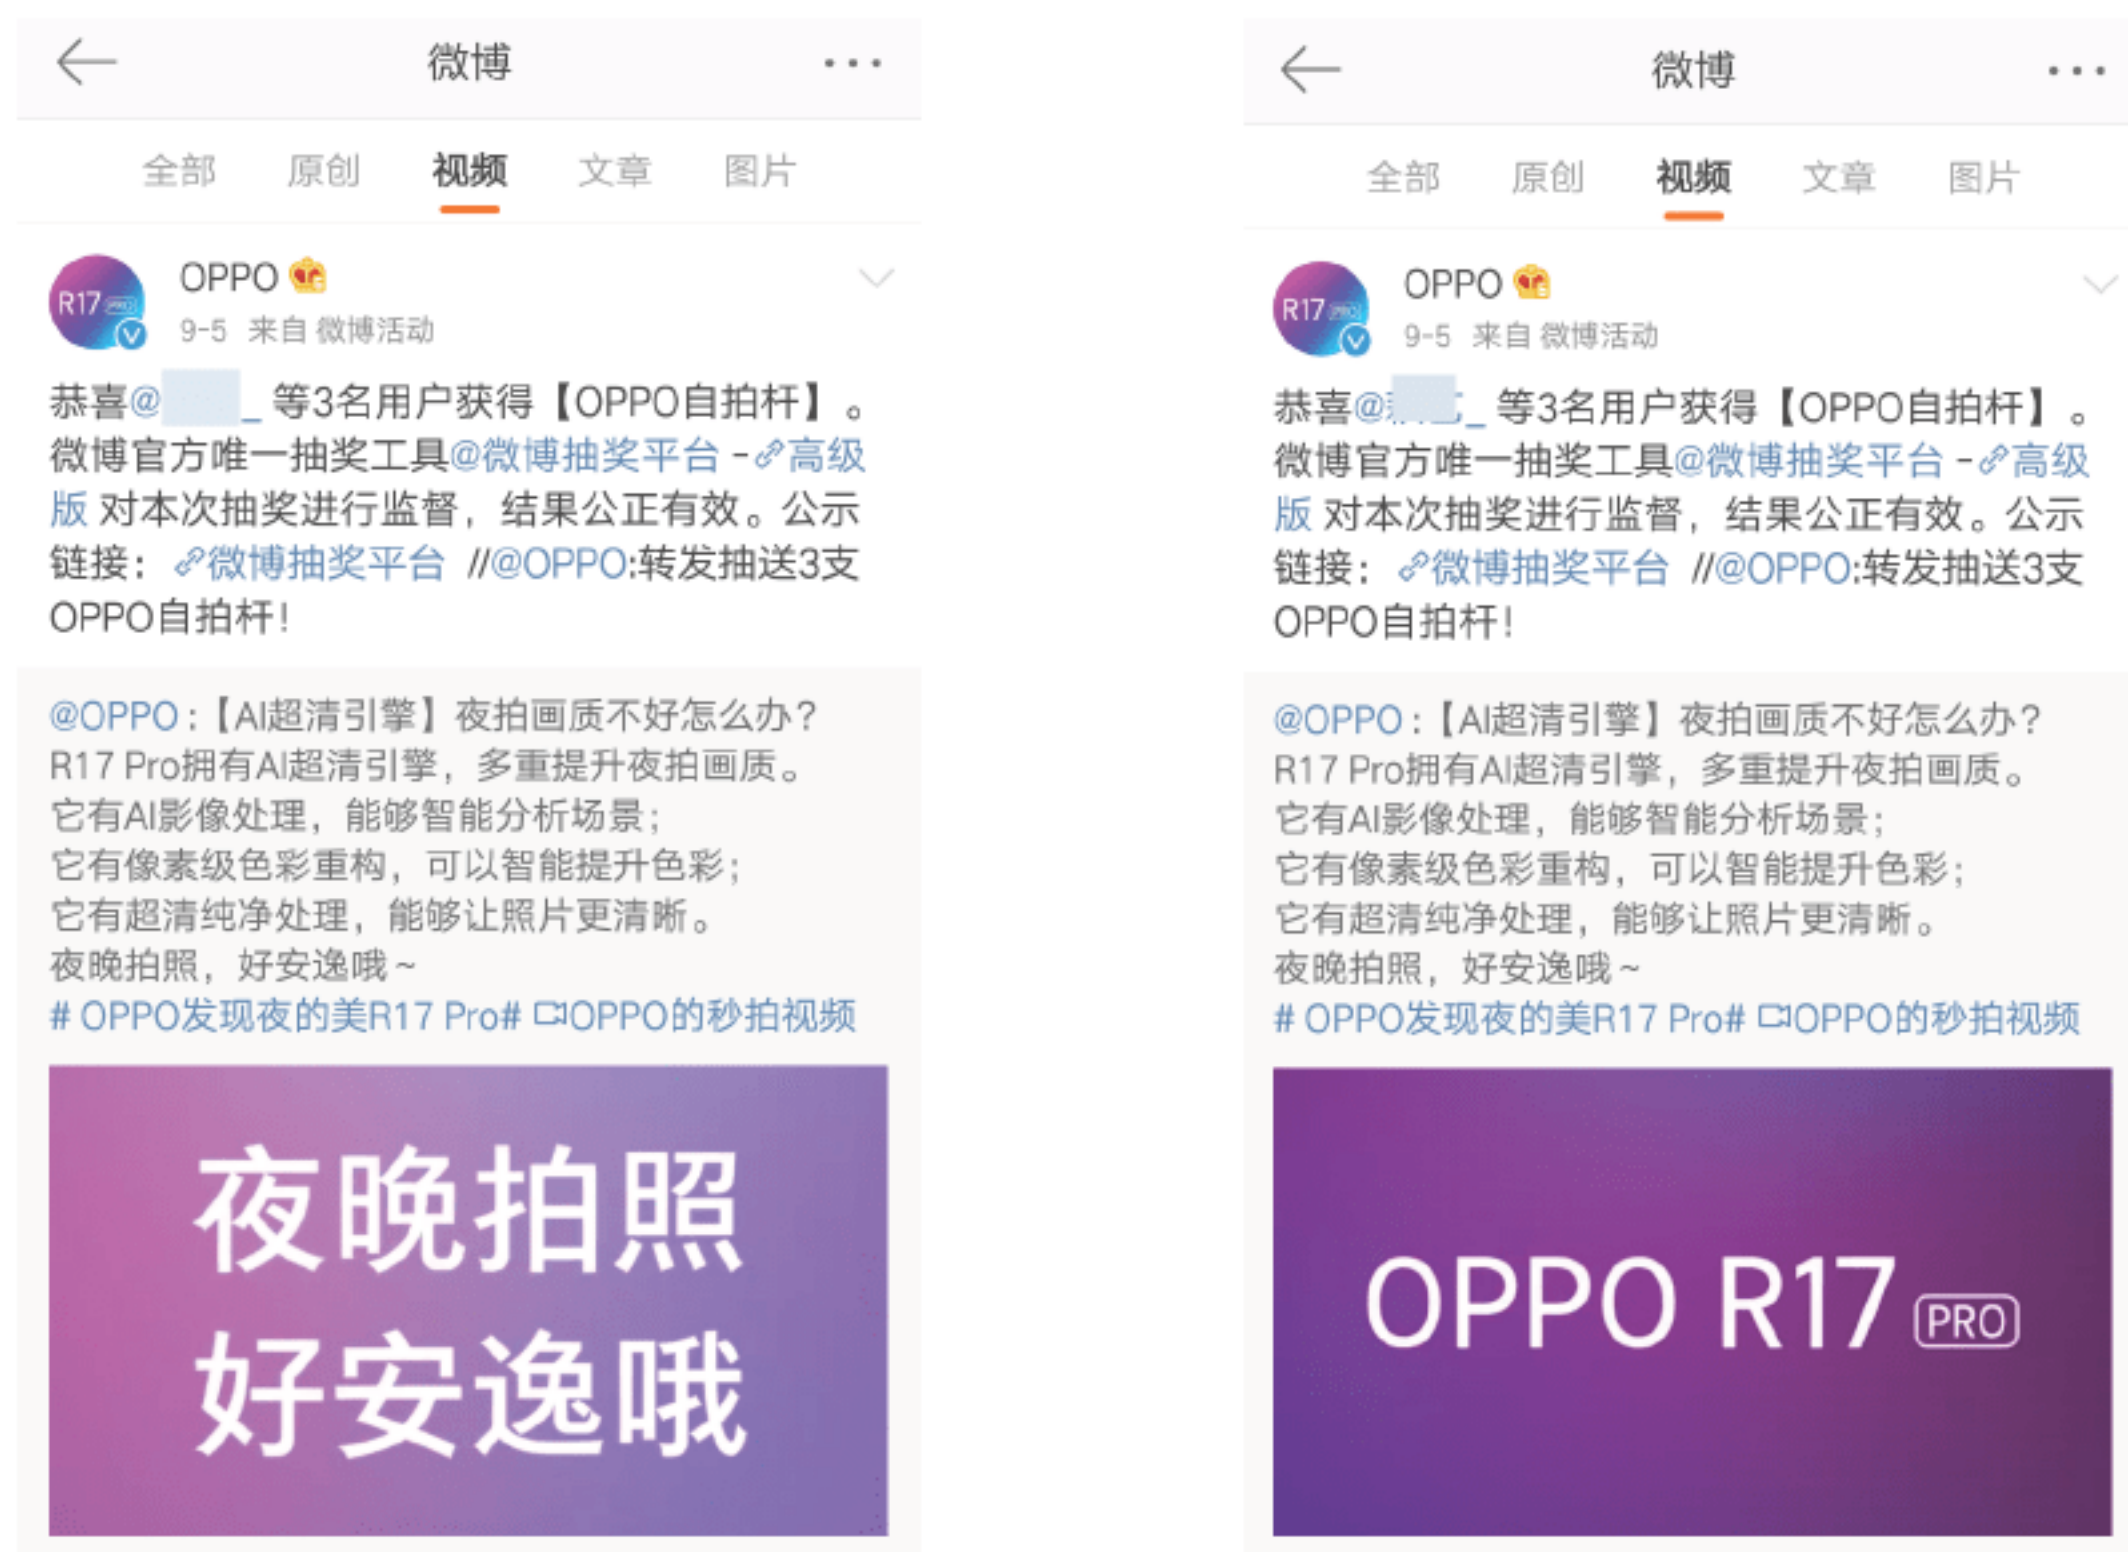 微博
全部 原创 视频 文章 图片
R17 PRO
OPPO
9-5 来自 微博活动
恭喜@ _ 等3名用户获得【OPPO自拍杆】。
微博官方唯一抽奖工具@微博抽奖平台 -高级
版 对本次抽奖进行监督，结果公正有效。公示
链接：微博抽奖平台 //@OPPO:转发抽送3支
OPPO自拍杆！
@OPPO：【AI超清引擎】夜拍画质不好怎么办？
R17 Pro拥有AI超清引擎，多重提升夜拍画质。
它有AI影像处理，能够智能分析场景；
它有像素级色彩重构，可以智能提升色彩；
它有超清纯净处理，能够让照片更清晰。
夜晚拍照，好安逸哦~
# OPPO发现夜的美R17 Pro# OPPO的秒拍视频
夜晚拍照
好安逸哦
微博
全部 原创 视频 文章 图片
R17 PRO
OPPO
9-5 来自 微博活动
恭喜@ _ 等3名用户获得【OPPO自拍杆】。
微博官方唯一抽奖工具@微博抽奖平台 -高级
版 对本次抽奖进行监督，结果公正有效。公示
链接：微博抽奖平台 //@OPPO:转发抽送3支
OPPO自拍杆！
@OPPO：【AI超清引擎】夜拍画质不好怎么办？
R17 Pro拥有AI超清引擎，多重提升夜拍画质。
它有AI影像处理，能够智能分析场景；
它有像素级色彩重构，可以智能提升色彩；
它有超清纯净处理，能够让照片更清晰。
夜晚拍照，好安逸哦~
# OPPO发现夜的美R17 Pro# OPPO的秒拍视频
OPPO R17 PRO